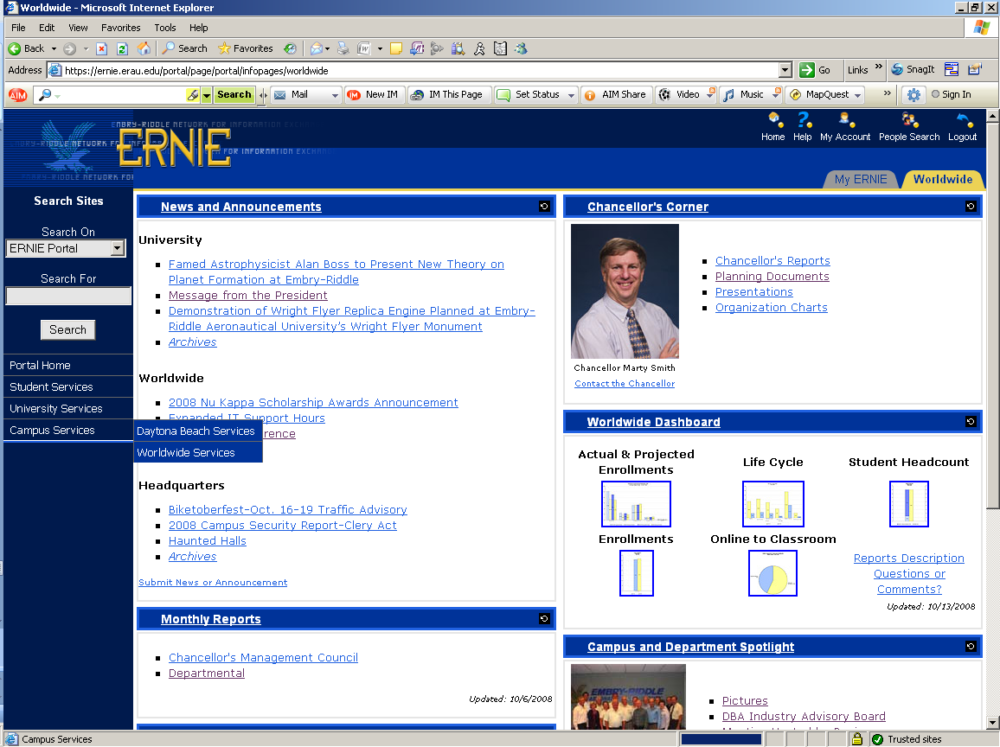 Worldwide - Microsoft Internet Explorer
File Edit View Favorites Tools Help
Back Search Favorites
Address https://ernie.erau.edu/portal/page/portal/infopages/worldwide Go Links » SnagIt
AIM Search Mail New IM IM This Page Set Status AIM Share Video Music MapQuest » Sign In
EMBRY-RIDDLE NETWORK FOR INFORMATION EXCHANGE
ERNIE
Home Help My Account People Search Logout
My ERNIE Worldwide
Search Sites
Search On
ERNIE Portal
Search For
Search
Portal Home
Student Services
University Services
Campus Services
Daytona Beach Services
Worldwide Services
News and Announcements
University
Famed Astrophysicist Alan Boss to Present New Theory on
Planet Formation at Embry-Riddle
Message from the President
Demonstration of Wright Flyer Replica Engine Planned at Embry-
Riddle Aeronautical University's Wright Flyer Monument
Archives
Worldwide
2008 Nu Kappa Scholarship Awards Announcement
Expanded IT Support Hours
rence
Headquarters
Biketoberfest-Oct. 16-19 Traffic Advisory
2008 Campus Security Report-Clery Act
Haunted Halls
Archives
Submit News or Announcement
Monthly Reports
Chancellor's Management Council
Departmental
Updated: 10/6/2008
Chancellor's Corner
Chancellor's Reports
Planning Documents
Presentations
Organization Charts
Chancellor Marty Smith
Contact the Chancellor
Worldwide Dashboard
Actual & Projected
Enrollments
Life Cycle
Student Headcount
Enrollments
Online to Classroom
Reports Description
Questions or
Comments?
Updated: 10/13/2008
Campus and Department Spotlight
EMBRY-RIDDLE
Pictures
DBA Industry Advisory Board
Campus Services Trusted sites